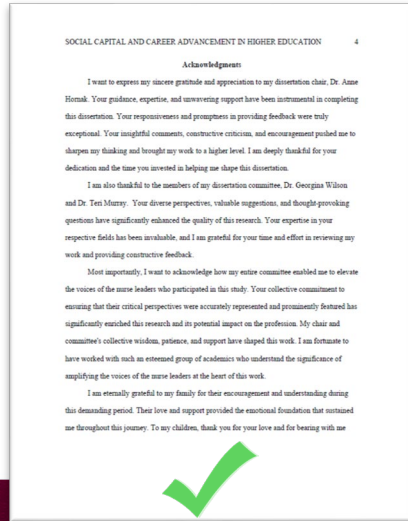 SOCIAL CAPITAL AND CAREER ADVANCEMENT IN HIGHER EDUCATION 4
Acknowledgments
I want to express my sincere gratitude and appreciation to my dissertation chair, Dr. Anne
Hornak. Your guidance, expertise, and unwavering support have been instrumental in completing
this dissertation. Your responsiveness and promptness in providing feedback were truly
exceptional. Your insightful comments, constructive criticism, and encouragement pushed me to
sharpen my thinking and brought my work to a higher level. I am deeply thankful for your
dedication and the time you invested in helping me shape this dissertation.
I am also thankful to the members of my dissertation committee, Dr. Georgina Wilson
and Dr. Teri Murray. Your diverse perspectives, valuable suggestions, and thought-provoking
questions have significantly enhanced the quality of this research. Your expertise in your
respective fields has been invaluable, and I am grateful for your time and effort in reviewing my
work and providing constructive feedback.
Most importantly, I want to acknowledge how my entire committee enabled me to elevate
the voices of the nurse leaders who participated in this study. Your collective commitment to
ensuring that their critical perspectives were accurately represented and prominently featured has
significantly enriched this research and its potential impact on the profession. My chair and
committee's collective wisdom, patience, and support have shaped this work. I am fortunate to
have worked with such an esteemed group of academics who understand the significance of
amplifying the voices of the nurse leaders at the heart of this work.
I am eternally grateful to my family for their encouragement and understanding during
this demanding period. Their love and support provided the emotional foundation that sustained
me throughout this journey. To my children, thank you for your love and for bearing with me